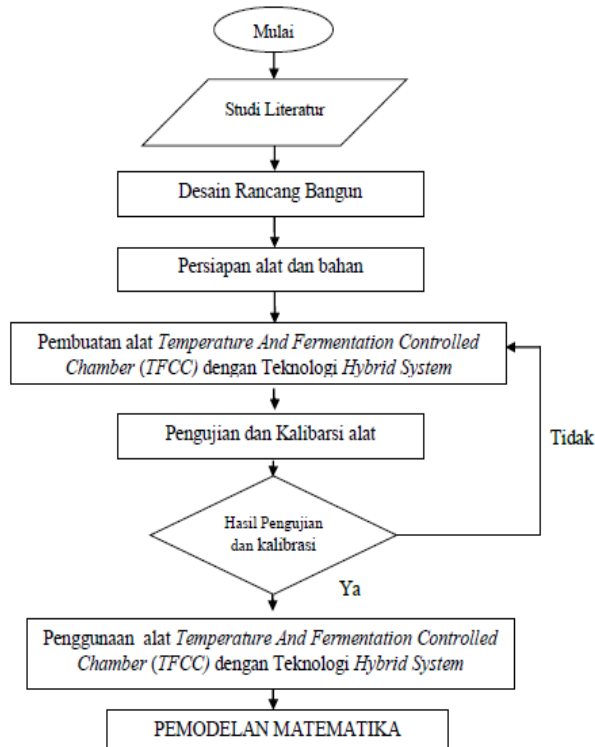 Mulai
Studi Literatur
Desain Rancang Bangun
Persiapan alat dan bahan
Pembuatan alat Temperature And Fermentation Controlled
Chamber (TFCC) dengan Teknologi Hybrid System
Pengujian dan Kalibarsi alat
Tidak
Hasil Pengujian
dan kalibrasi
Ya
Penggunaan alat Temperature And Fermentation Controlled
Chamber (TFCC) dengan Teknologi Hybrid System
PEMODELAN MATEMATIKA